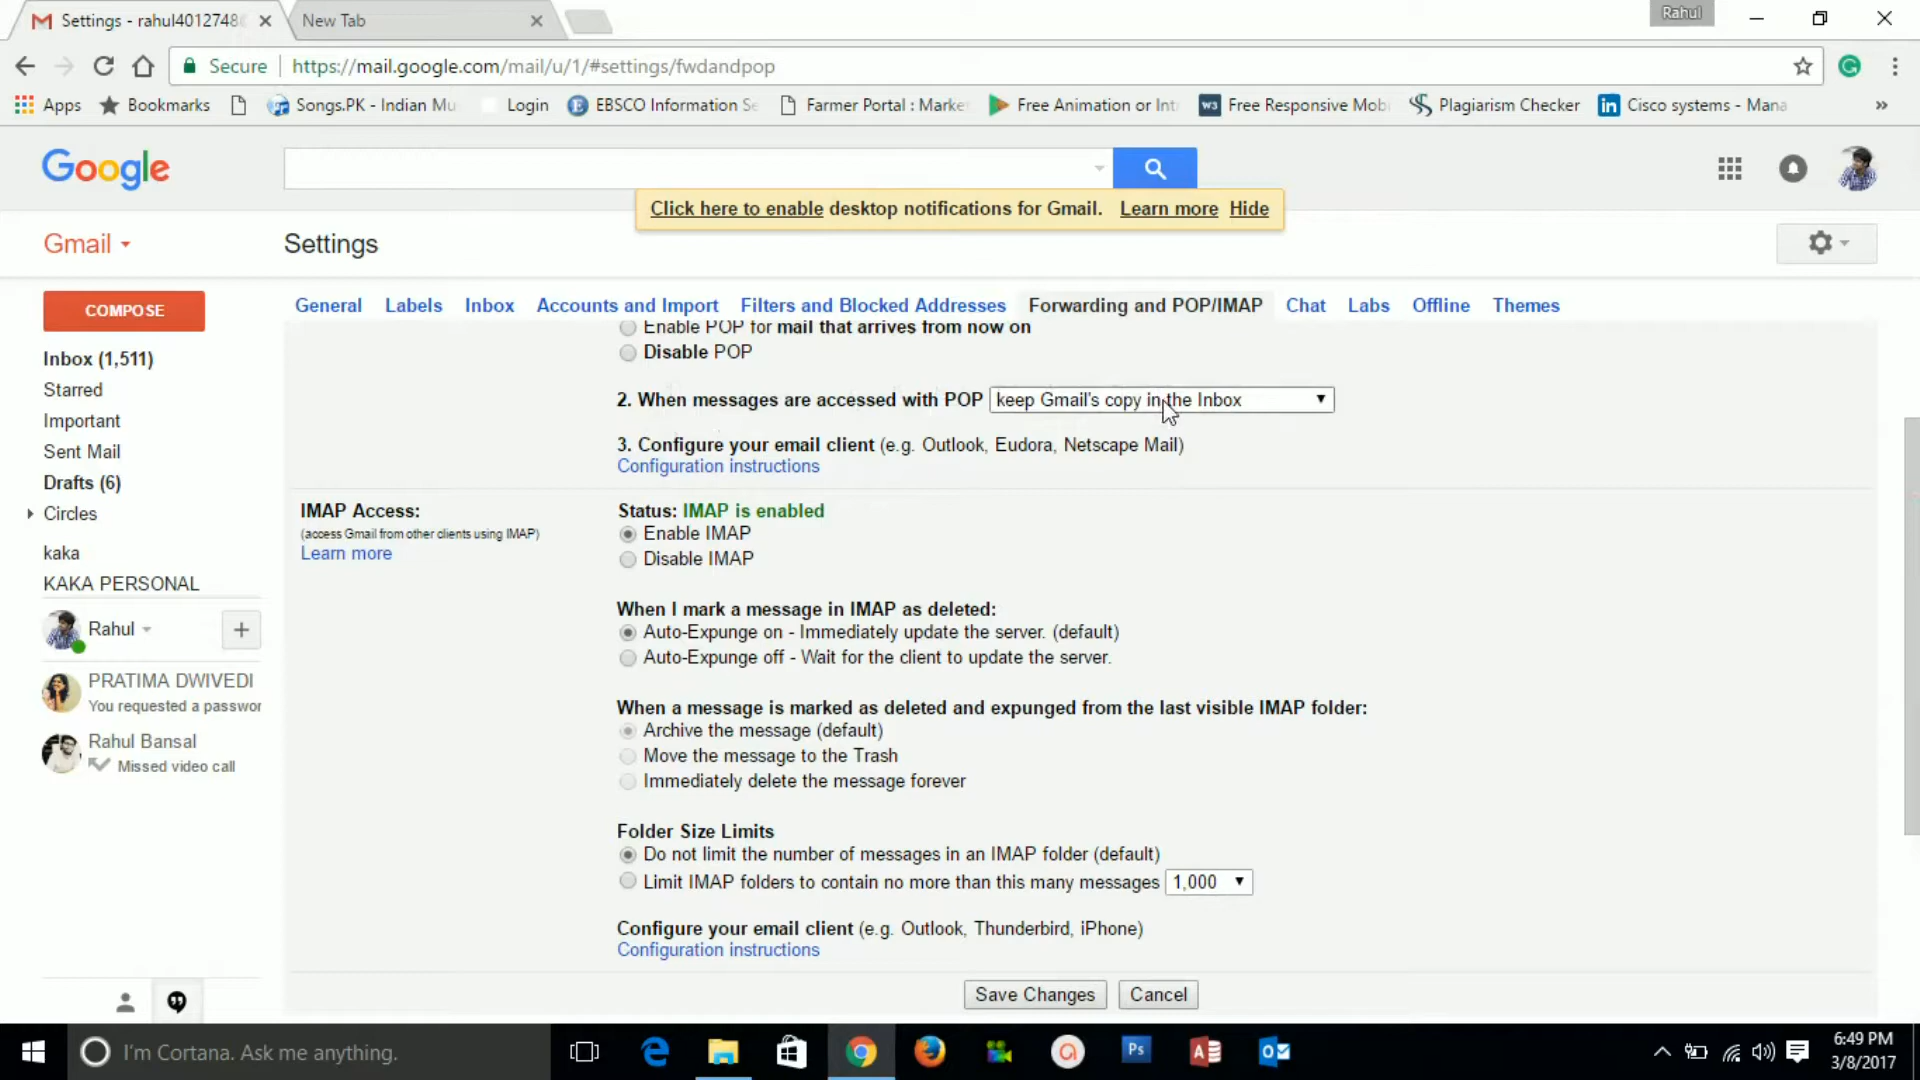 Settings - rahul4012748
New Tab
Rahul
Secure https://mail.google.com/mail/u/1/#settings/fwdandpop
Apps Bookmarks Songs.PK - Indian Mu Login EBSCO Information Se Farmer Portal : Marke Free Animation or Int Free Responsive Mob Plagiarism Checker Cisco systems - Mana »
Google
Click here to enable desktop notifications for Gmail. Learn more Hide
Gmail
Settings
General Labels Inbox Accounts and Import Filters and Blocked Addresses Forwarding and POP/IMAP Chat Labs Offline Themes
COMPOSE
Inbox (1,511)
Starred
Important
Sent Mail
Drafts (6)
Circles
kaka
KAKA PERSONAL
Rahul
PRATIMA DWIVEDI
You requested a passwor
Rahul Bansal
Missed video call
Enable POP for mail that arrives from now on
Disable POP
2. When messages are accessed with POP keep Gmail's copy in the Inbox
3. Configure your email client (e.g. Outlook, Eudora, Netscape Mail)
Configuration instructions
IMAP Access:
(access Gmail from other clients using IMAP)
Learn more
Status: IMAP is enabled
Enable IMAP
Disable IMAP
When I mark a message in IMAP as deleted:
Auto-Expunge on - Immediately update the server. (default)
Auto-Expunge off - Wait for the client to update the server.
When a message is marked as deleted and expunged from the last visible IMAP folder:
Archive the message (default)
Move the message to the Trash
Immediately delete the message forever
Folder Size Limits
Do not limit the number of messages in an IMAP folder (default)
Limit IMAP folders to contain no more than this many messages 1,000
Configure your email client (e.g. Outlook, Thunderbird, iPhone)
Configuration instructions
Save Changes Cancel
I'm Cortana. Ask me anything.
6:49 PM
3/8/2017